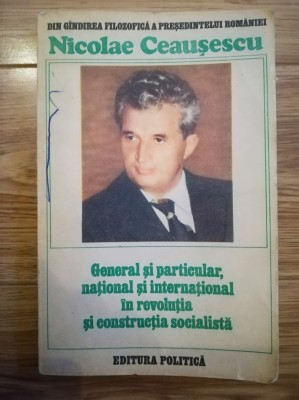 DIN GÎNDIREA FILOZOFICĂ A PREȘEDINTELUI ROMÂNIEI
Nicolae Ceaușescu
General și particular,
național și internațional
în revoluția
și construcția socialistă
EDITURA POLITICĂ